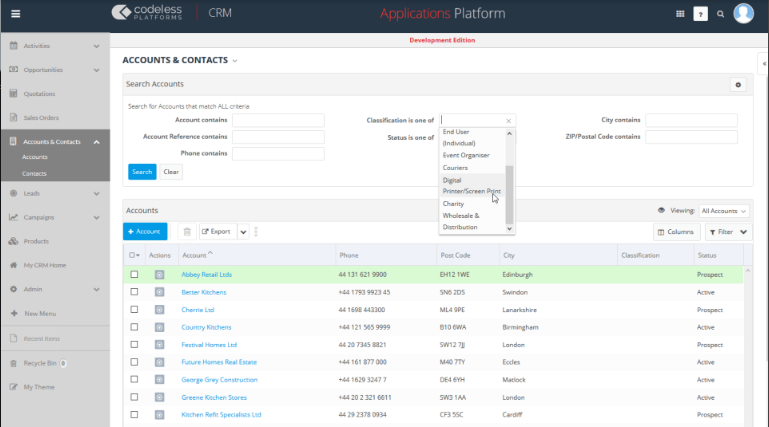 codeless
PLATFORMS
CRM
Applications Platform
?
Development Edition
Activities
Opportunities
Quotations
Sales Orders
Accounts & Contacts
Accounts
Contacts
Leads
Campaigns
Products
My CRM Home
Admin
New Menu
Recent Items
Recycle Bin 0
My Theme
ACCOUNTS & CONTACTS
Search Accounts
Search for Accounts that match ALL criteria
Account contains
Classification is one of
City contains
Account Reference contains
Status is one of
ZIP/Postal Code contains
Phone contains
End User
(Individual)
Event Organiser
Couriers
Digital
Printer/Screen Print
Charity
Wholesale &
Distribution
Search
Clear
Accounts
Viewing: All Accounts
+ Account
Export
Columns
Filter
Actions Account Phone Post Code City Classification Status
Abbey Retail Ltds 44 131 621 9900 EH12 1WE Edinburgh Prospect
Better Kitchens +44 1793 9923 45 SN6 2DS Swindon Active
Cherrie Ltd +44 1698 443300 ML4 9PE Lanarkshire Prospect
Country Kitchens +44 121 565 9999 B10 6WA Birmingham Active
Festival Homes Ltd 44 20 7345 8821 SW12 7JJ London Prospect
Future Homes Real Estate +44 161 877 000 M40 7TY Eccles Active
George Grey Construction +44 1629 3247 7 DE4 6YH Matlock Active
Greene Kitchen Stores +44 20 2 321 6611 SW3 1AA London Active
Kitchen Refit Specialists Ltd 44 29 2378 0934 CF3 5SC Cardiff Prospect